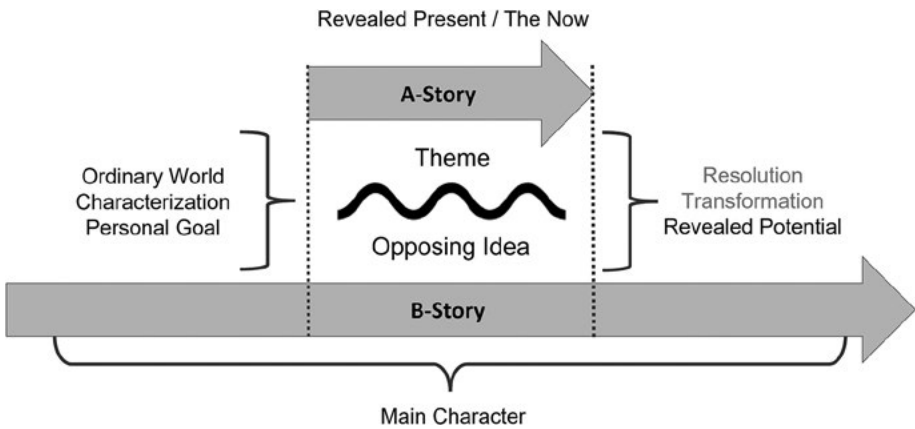 Revealed Present / The Now
A-Story
Theme
Opposing Idea
Ordinary World
Characterization
Personal Goal
Resolution
Transformation
Revealed Potential
B-Story
Main Character